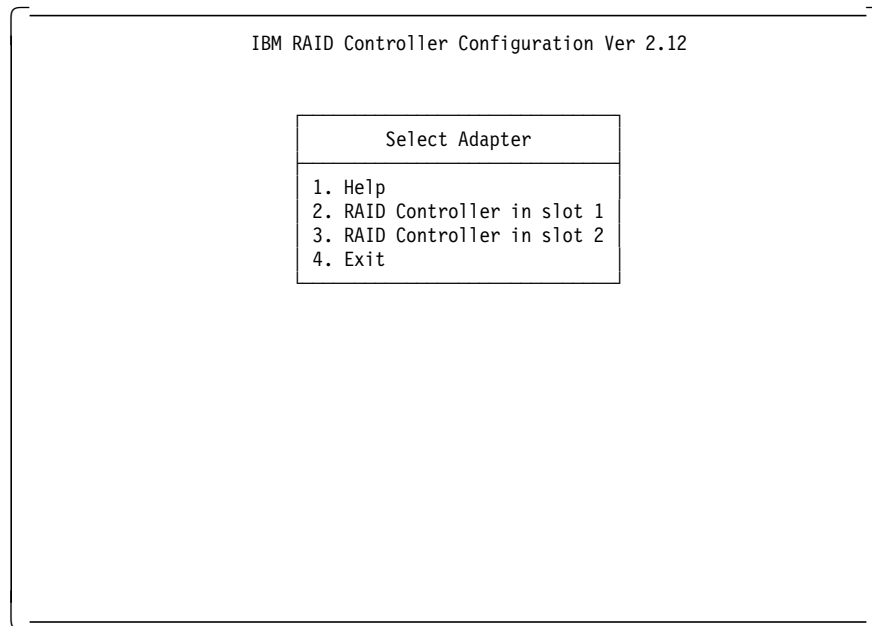 IBM RAID Controller Configuration Ver 2.12
Select Adapter
1. Help
2. RAID Controller in slot 1
3. RAID Controller in slot 2
4. Exit